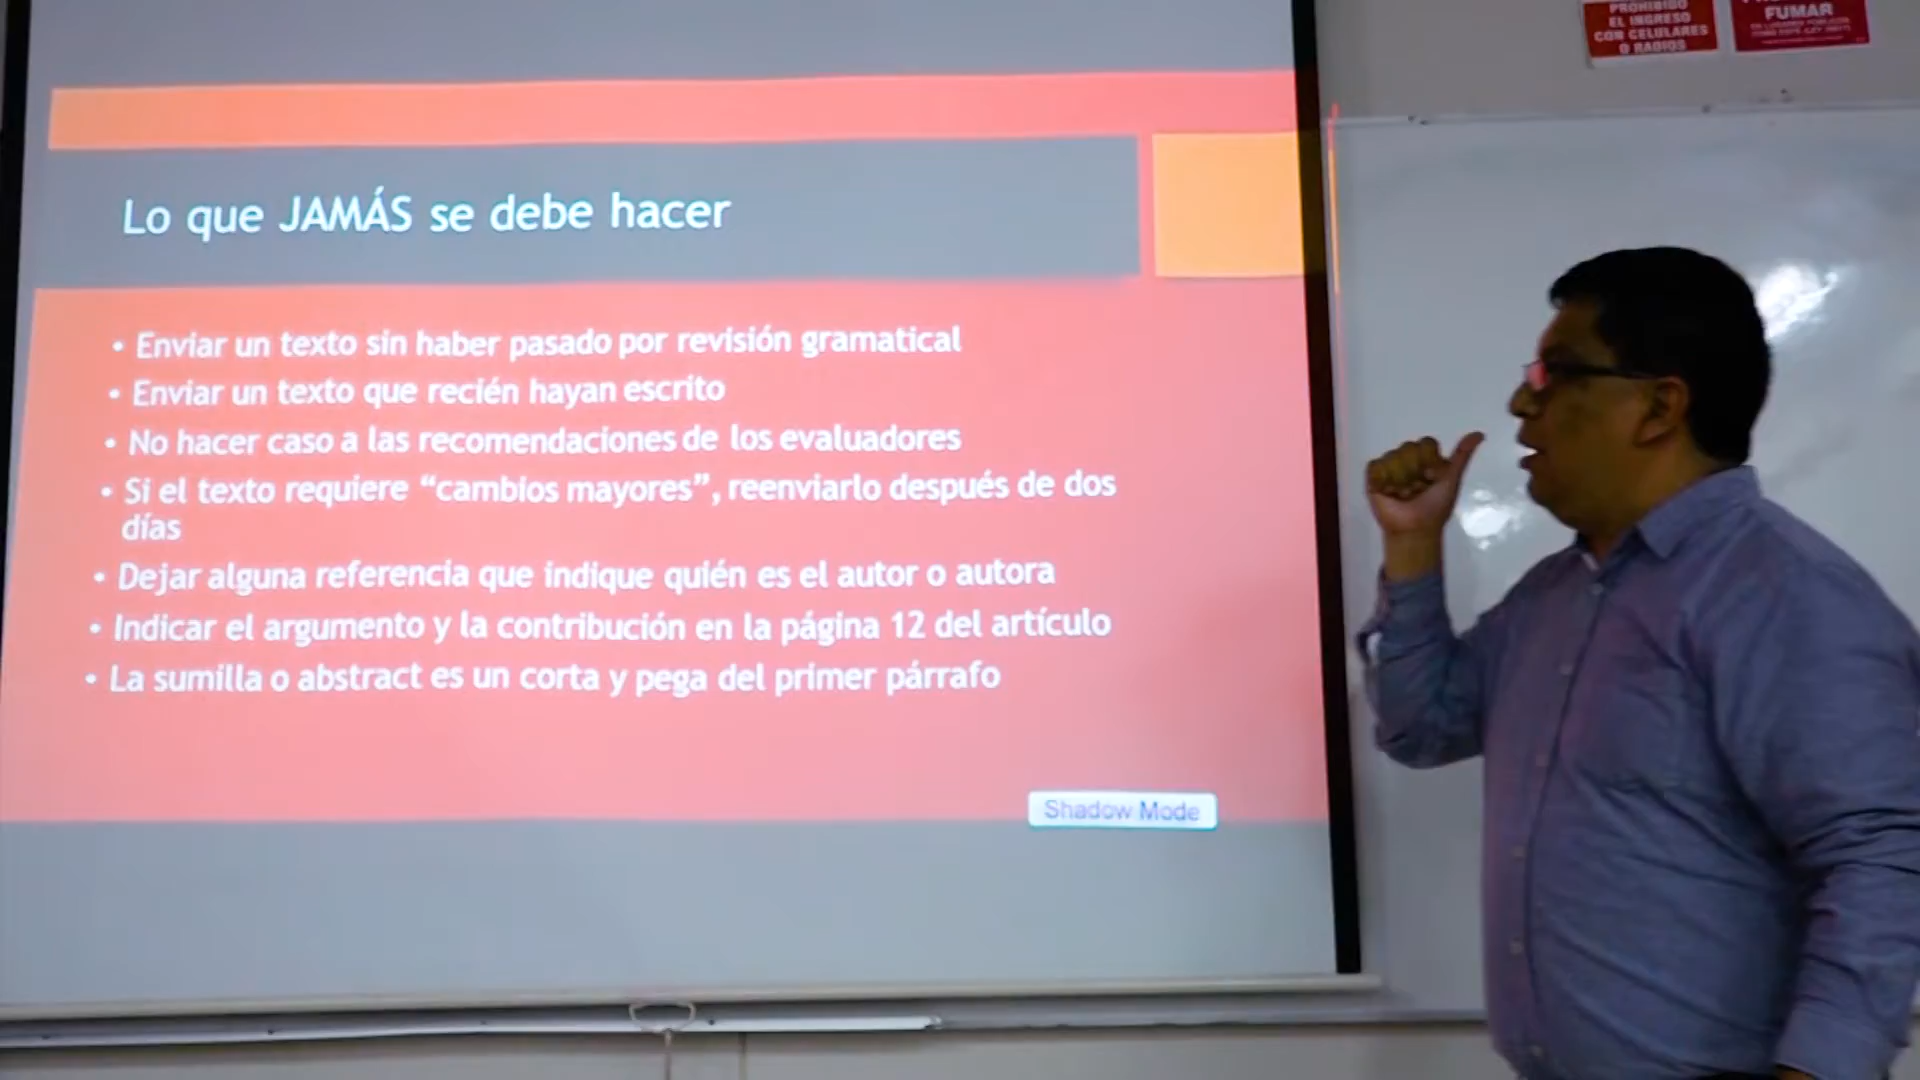 PROHIBIDO
EL INGRESO
CON CELULARES
O RADIOS
FUMAR
Lo que JAMÁS se debe hacer
• Enviar un texto sin haber pasado por revisión gramatical
• Enviar un texto que recién hayan escrito
• No hacer caso a las recomendaciones de los evaluadores
• Si el texto requiere “cambios mayores”, reenviarlo después de dos
días
• Dejar alguna referencia que indique quién es el autor o autora
• Indicar el argumento y la contribución en la página 12 del artículo
• La sumilla o abstract es un corta y pega del primer párrafo
Shadow Mode